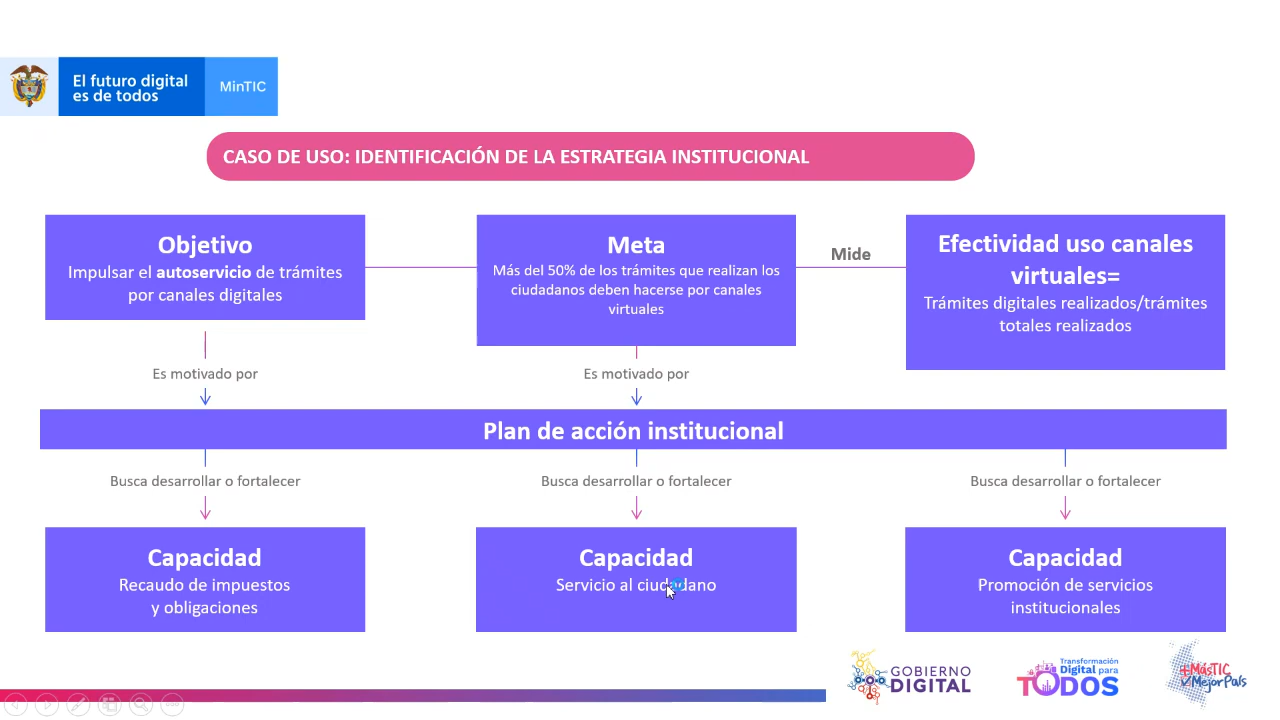 El futuro digital
es de todos
MinTIC
CASO DE USO: IDENTIFICACIÓN DE LA ESTRATEGIA INSTITUCIONAL
Objetivo
Impulsar el autoservicio de trámites
por canales digitales
Meta
Más del 50% de los trámites que realizan los
ciudadanos deben hacerse por canales
virtuales
Mide
Efectividad uso canales
virtuales=
Trámites digitales realizados/trámites
totales realizados
Es motivado por
Es motivado por
Plan de acción institucional
Busca desarrollar o fortalecer
Busca desarrollar o fortalecer
Busca desarrollar o fortalecer
Capacidad
Recaudo de impuestos
y obligaciones
Capacidad
Servicio al ciudadano
Capacidad
Promoción de servicios
institucionales
GOBIERNO
DIGITAL
Transformación
Digital para
TODOS
+MásTIC
✓MejorPaís